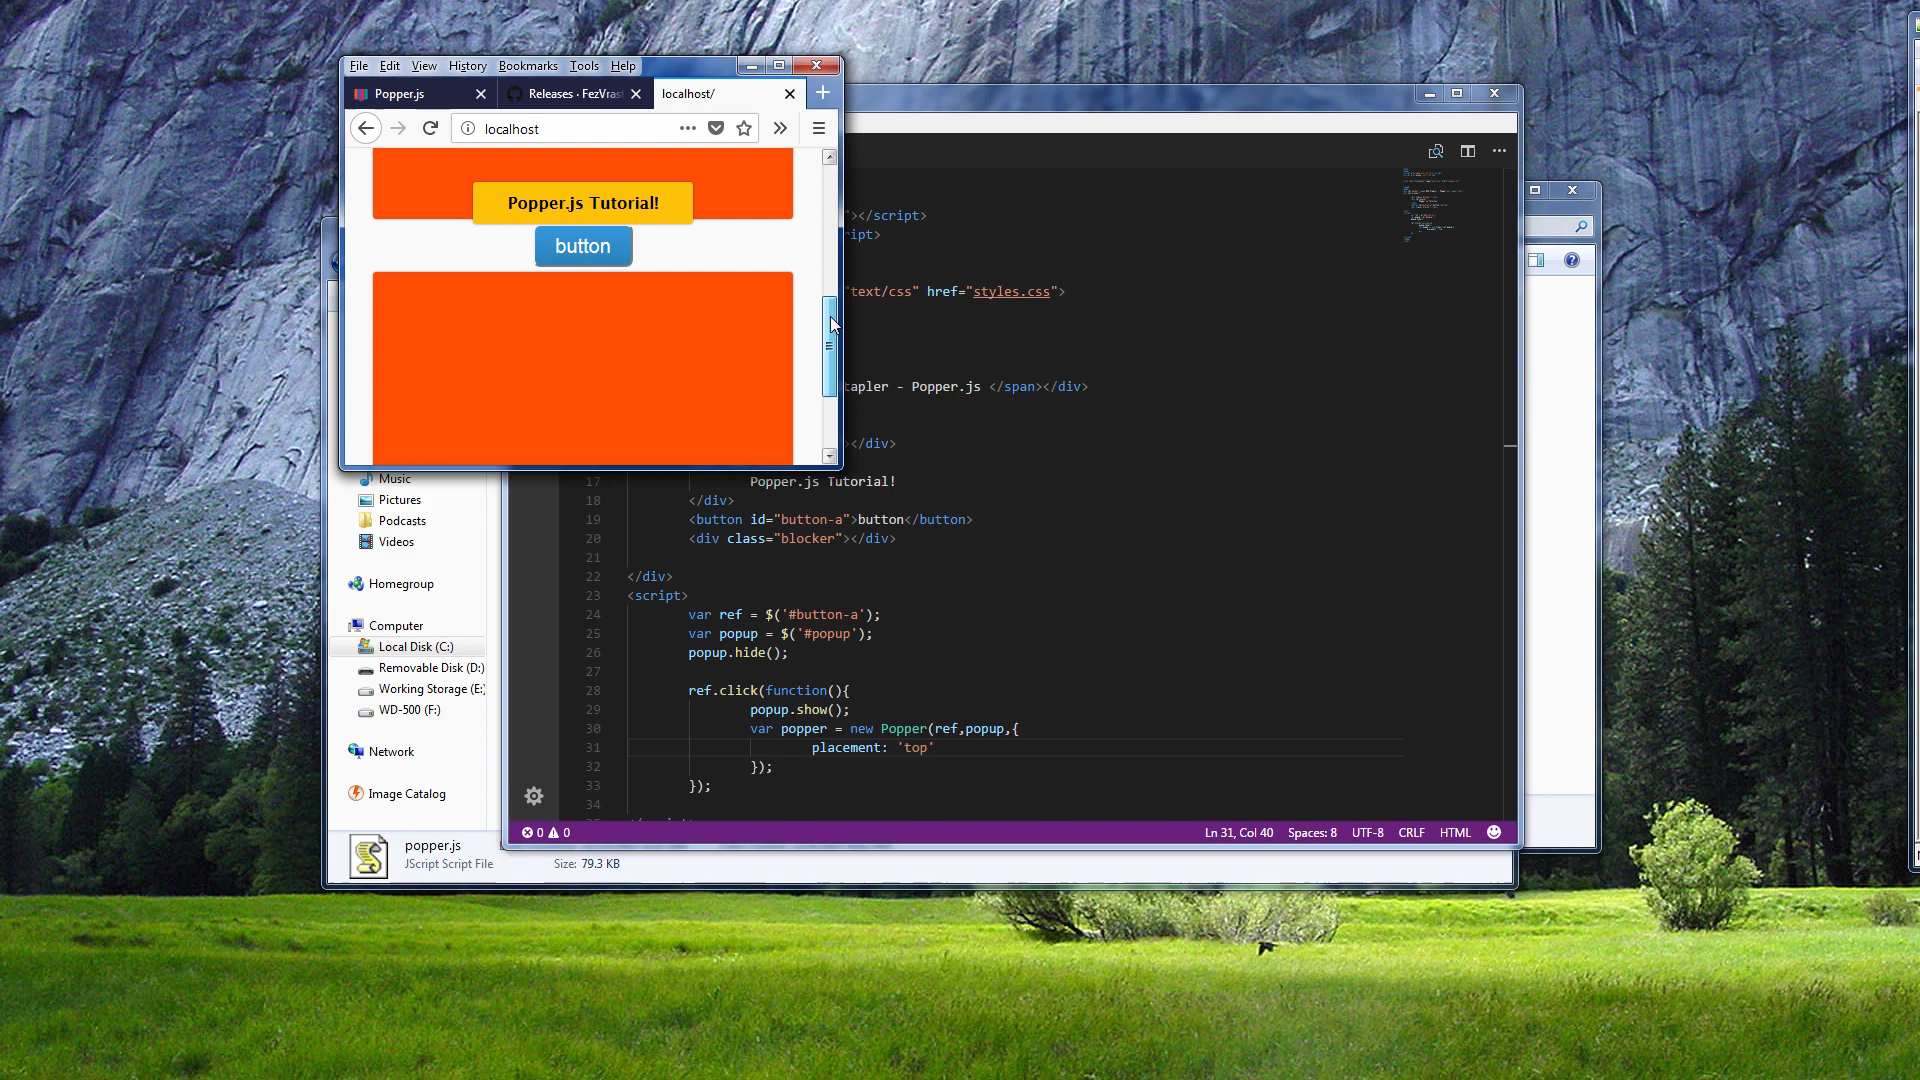 File Edit View History Bookmarks Tools Help
Popper.js
Releases · FezVras
localhost/
localhost
Popper.js Tutorial!
button
"></script>
ript>
"text/css" href="styles.css">
tapler - Popper.js </span></div>
></div>
17 Popper.js Tutorial!
18 </div>
19 <button id="button-a">button</button>
20 <div class="blocker"></div>
21
22 </div>
23 <script>
24 var ref = $('#button-a');
25 var popup = $('#popup');
26 popup.hide();
27
28 ref.click(function(){
29 popup.show();
30 var popper = new Popper(ref,popup,{
31 placement: 'top'
32 });
33 });
34
0 0
Ln 31, Col 40 Spaces: 8 UTF-8 CRLF HTML
Music
Pictures
Podcasts
Videos
Homegroup
Computer
Local Disk (C:)
Removable Disk (D:)
Working Storage (E:)
WD-500 (F:)
Network
Image Catalog
popper.js
JScript Script File
Size: 79.3 KB